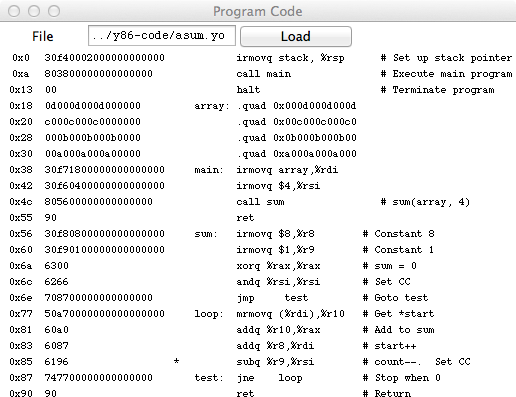 Program Code
File ../y86-code/asum.yo Load
0x0 30f40002000000000000 irmovq stack, %rsp # Set up stack pointer
0xa 803800000000000000 call main # Execute main program
0x13 00 halt # Terminate program
0x18 0d000d000d000000 array: .quad 0x000d000d000d
0x20 c000c000c0000000 .quad 0x00c000c000c0
0x28 000b000b000b0000 .quad 0x0b000b000b00
0x30 00a000a000a00000 .quad 0xa000a000a000
0x38 30f71800000000000000 main: irmovq array,%rdi
0x42 30f60400000000000000 irmovq $4,%rsi
0x4c 805600000000000000 call sum # sum(array, 4)
0x55 90 ret
0x56 30f80800000000000000 sum: irmovq $8,%r8 # Constant 8
0x60 30f90100000000000000 irmovq $1,%r9 # Constant 1
0x6a 6300 xorq %rax,%rax # sum = 0
0x6c 6266 andq %rsi,%rsi # Set CC
0x6e 708700000000000000 jmp test # Goto test
0x77 50a70000000000000000 loop: mrmovq (%rdi),%r10 # Get *start
0x81 60a0 addq %r10,%rax # Add to sum
0x83 6087 addq %r8,%rdi # start++
0x85 6196 * subq %r9,%rsi # count--. Set CC
0x87 747700000000000000 test: jne loop # Stop when 0
0x90 90 ret # Return